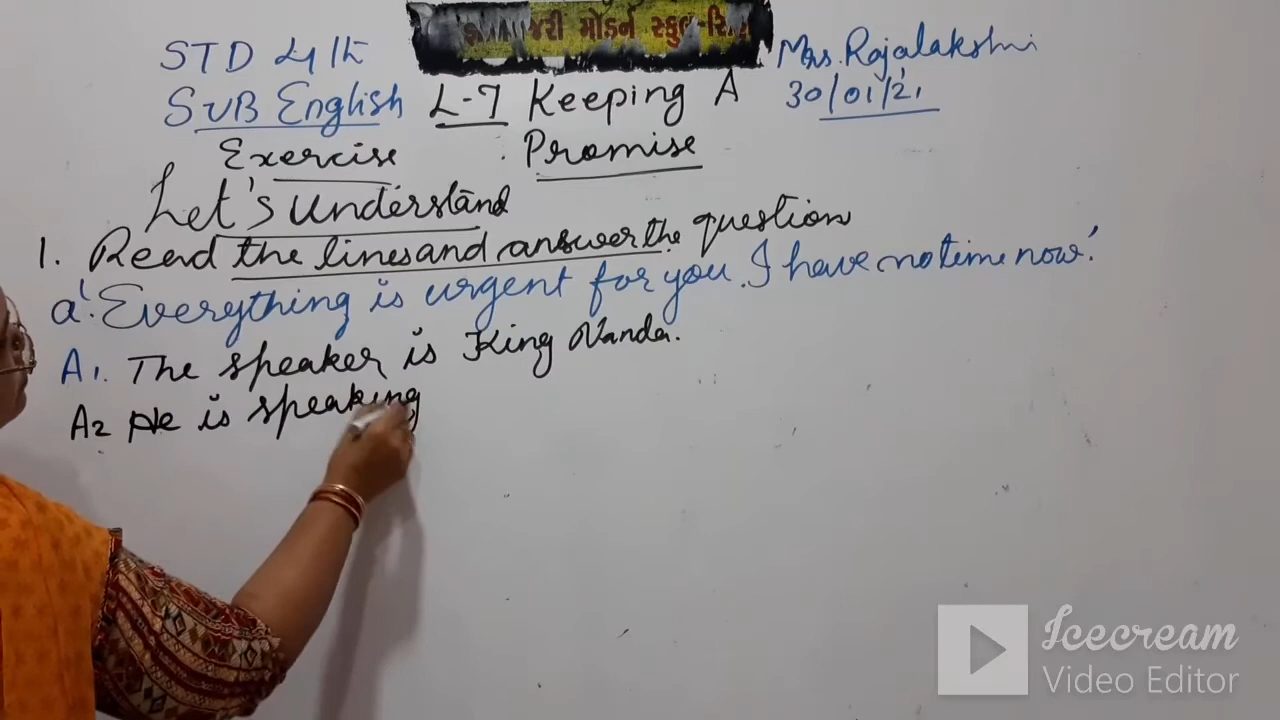 મોડર્ન સ્કુલ
STD 4th
Mrs. Rajalakshmi
SUB English L-7 Keeping A
30/01/21
Exercise Promise
Let's Understand
1. Read the lines and answer the question
a. 'Everything is urgent for you. I have no time now.'
A1. The speaker is King Nanda.
A2 He is speaking
Icecream
Video Editor